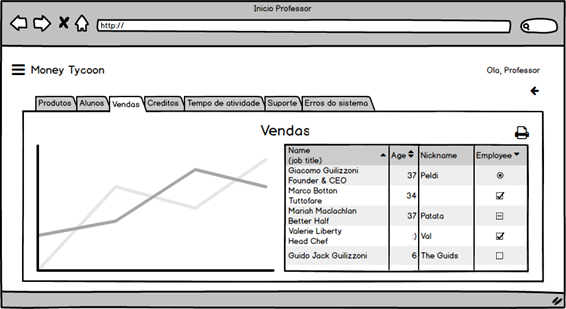 Inicio Professor
http://
Money Tycoon
Ola, Professor
Produtos Alunos Vendas Creditos Tempo de atividade Suporte Erros do sistema
Vendas
Name
(job title) Age Nickname Employee
Giacomo Guilizzoni
Founder & CEO 37 Peldi
Marco Botton
Tuttofare 34
Mariah Maclachlan
Better Half 37 Patata
Valerie Liberty
Head Chef :) Val
Guido Jack Guilizzoni 6 The Guids